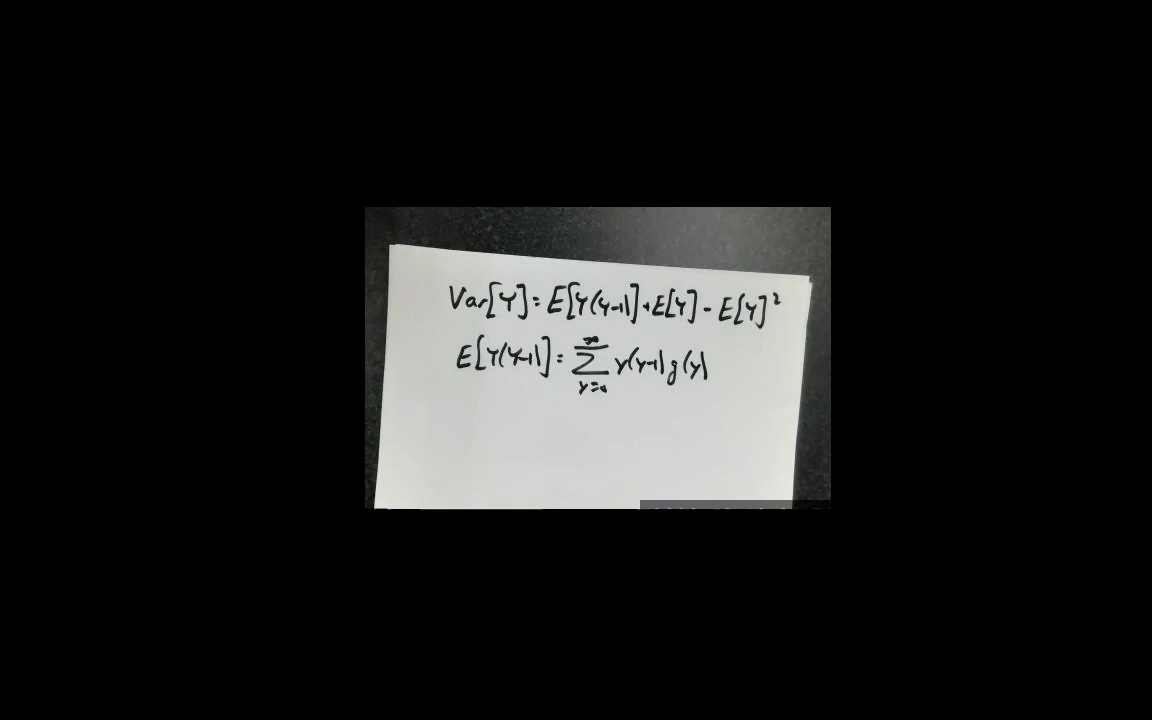 Var[Y] = E[Y(Y-1)] + E[Y] - E[Y]²
E[Y(Y-1)] = ∑_{y=0}^{∞} y(y-1) g(y)